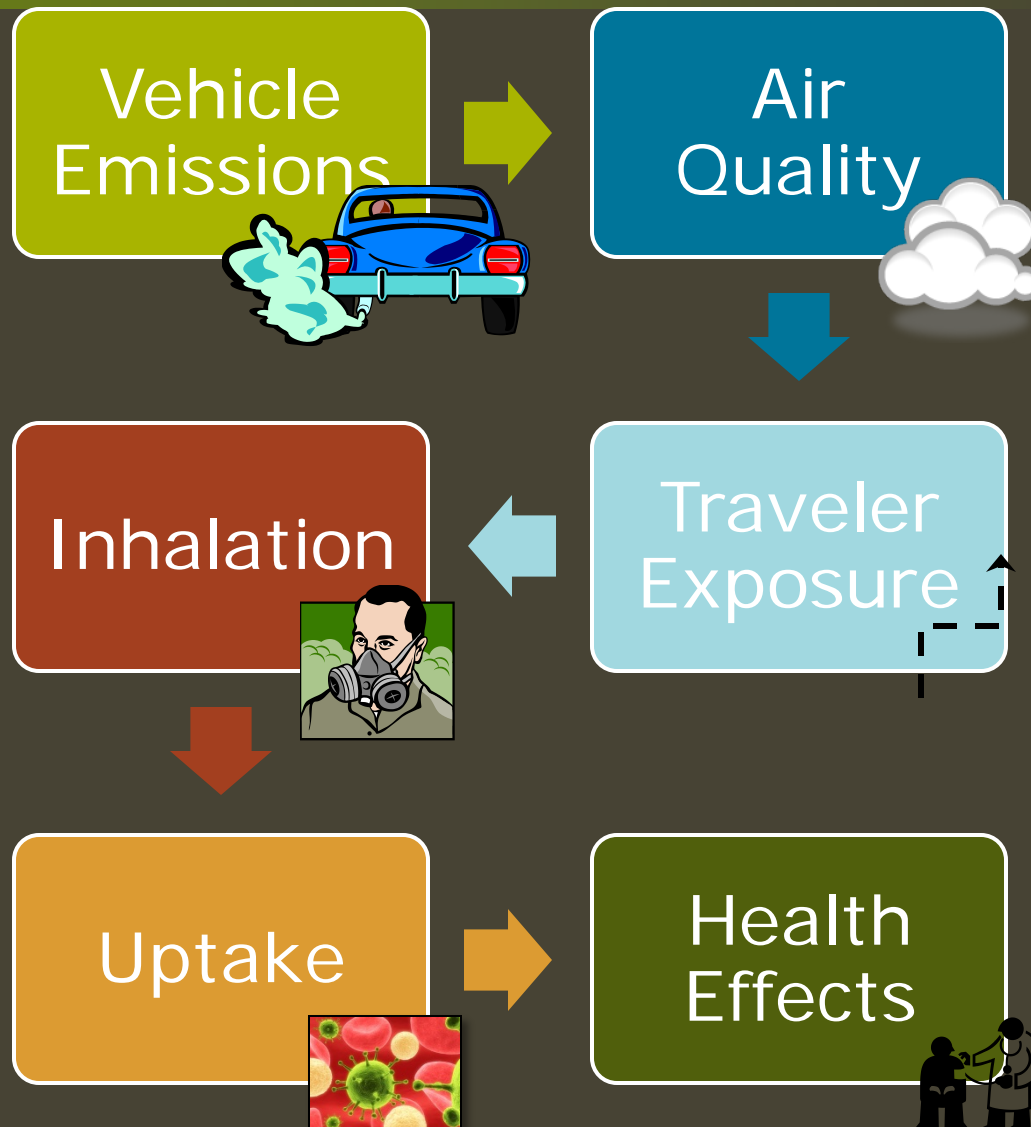 Vehicle
Emissions
Air
Quality
Traveler
Exposure
Inhalation
Uptake
Health
Effects